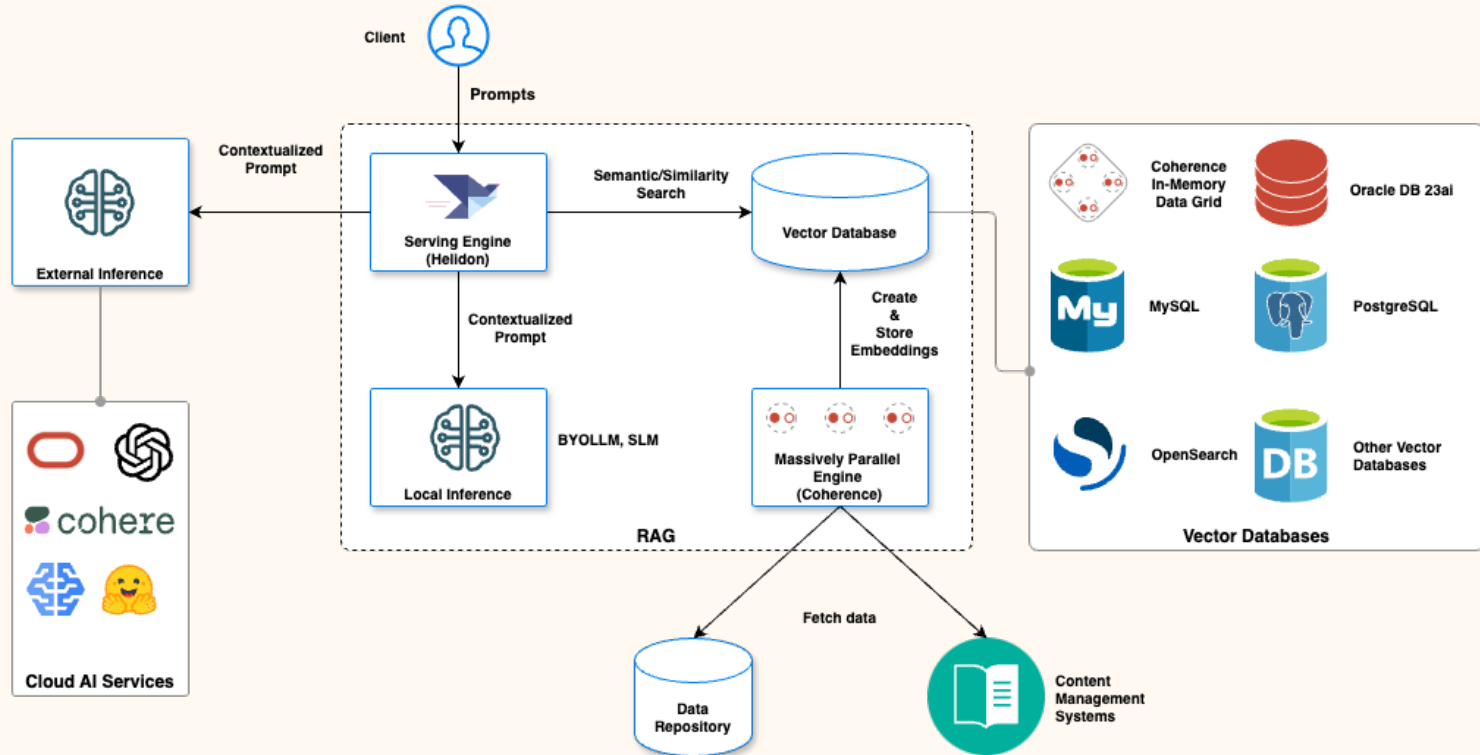 Client
Prompts
Contextualized
Prompt
External Inference
Serving Engine
(Helidon)
Semantic/Similarity
Search
Vector Database
Contextualized
Prompt
Create
&
Store
Embeddings
Local Inference
BYOLLM, SLM
Massively Parallel
Engine
(Coherence)
RAG
Fetch data
Data
Repository
Content
Management
Systems
cohere
Cloud AI Services
Coherence
In-Memory
Data Grid
Oracle DB 23ai
My
MySQL
PostgreSQL
OpenSearch
DB
Other Vector
Databases
Vector Databases